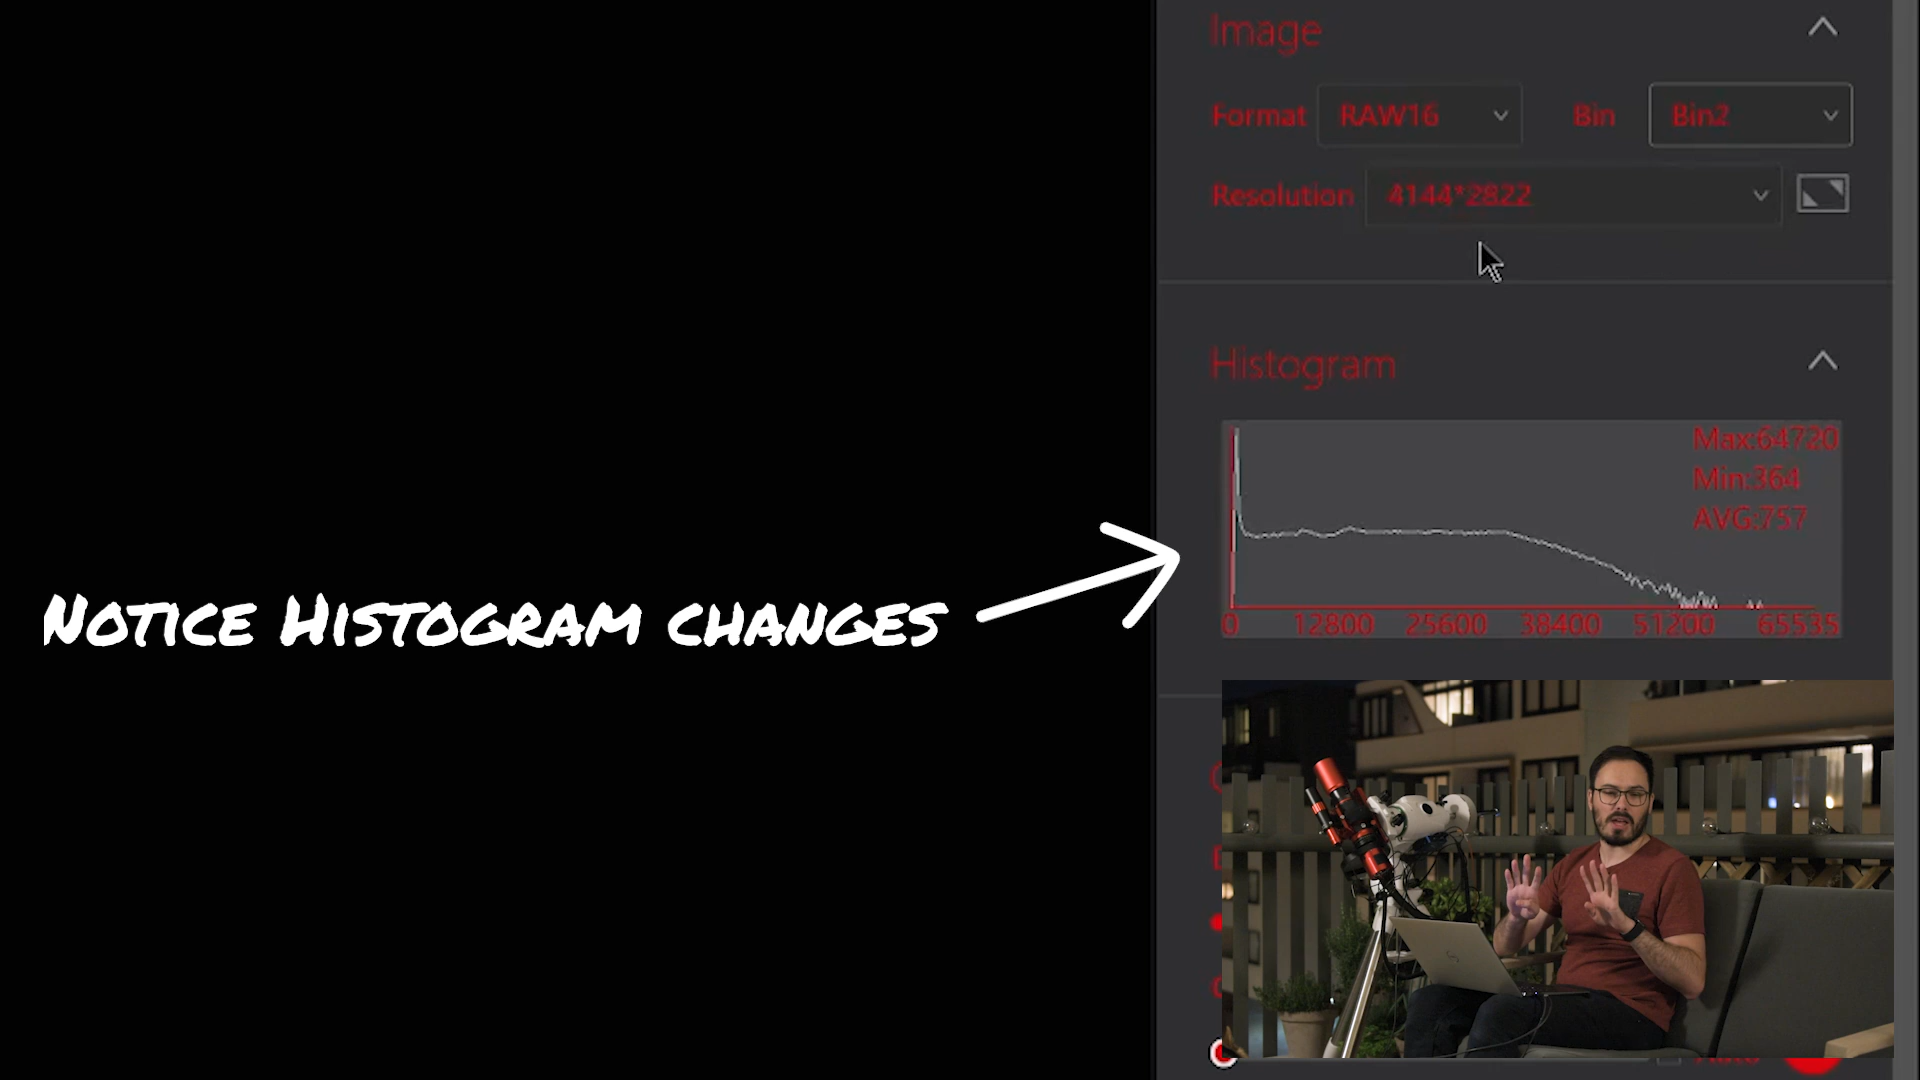 Image
Format RAW16 Bin Bin2
Resolution 4144*2822
Histogram
Max:64720
Min:364
AVG:757
0 12800 25600 38400 51200 65535
NOTICE HISTOGRAM CHANGES